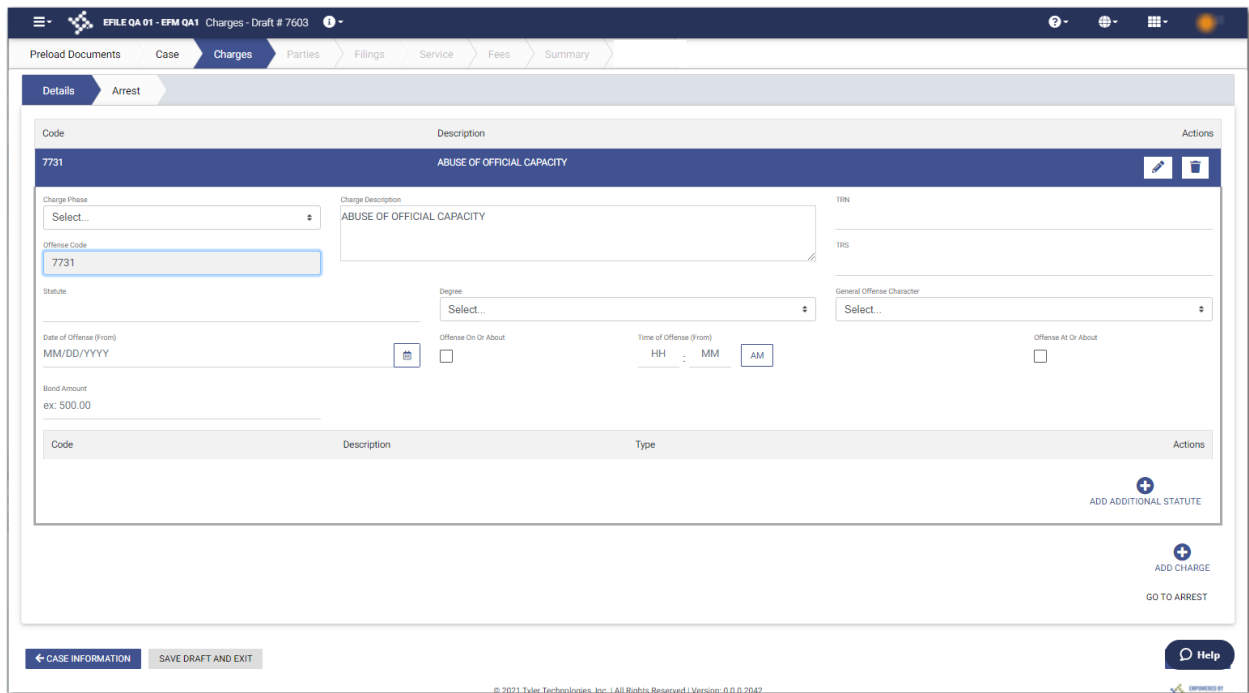 EFILE QA 01 - EFM QA1 Charges - Draft # 7603
Preload Documents Case Charges Parties Filings Service Fees Summary
Details Arrest
Code Description Actions
7731 ABUSE OF OFFICIAL CAPACITY
Charge Phase Charge Description TRN
Select... ABUSE OF OFFICIAL CAPACITY
Offense Code TRS
7731
Statute Degree General Offense Character
Select... Select...
Date of Offense (From) Offense On Or About Time of Offense (From) Offense At Or About
MM/DD/YYYY HH : MM AM
Bond Amount
ex: 500.00
Code Description Type Actions
ADD ADDITIONAL STATUTE
ADD CHARGE
GO TO ARREST
CASE INFORMATION SAVE DRAFT AND EXIT Help
© 2021 Tyler Technologies, Inc. | All Rights Reserved | Version: 0.0.0.2042
EMPOWERED BY